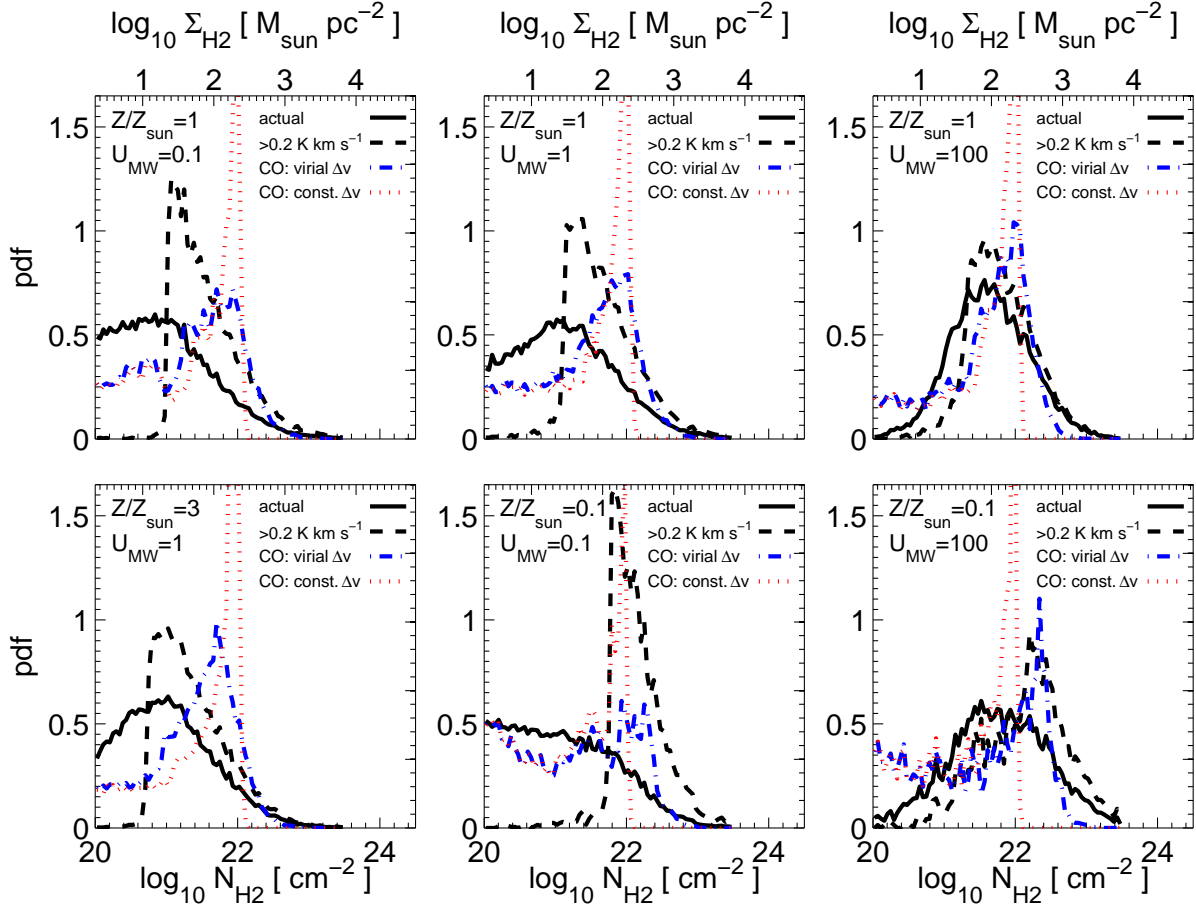 log10 ΣH2 [ Msun pc−2 ]
log10 ΣH2 [ Msun pc−2 ]
log10 ΣH2 [ Msun pc−2 ]
1 2 3 4
1 2 3 4
1 2 3 4
pdf
1.5
1
0.5
0
Z/Zsun=1
UMW=0.1
actual
>0.2 K km s−1
CO: virial Δv
CO: const. Δv
1.5
1
0.5
0
Z/Zsun=1
UMW=1
actual
>0.2 K km s−1
CO: virial Δv
CO: const. Δv
1.5
1
0.5
0
Z/Zsun=1
UMW=100
actual
>0.2 K km s−1
CO: virial Δv
CO: const. Δv
pdf
1.5
1
0.5
0
Z/Zsun=3
UMW=1
actual
>0.2 K km s−1
CO: virial Δv
CO: const. Δv
1.5
1
0.5
0
Z/Zsun=0.1
UMW=0.1
actual
>0.2 K km s−1
CO: virial Δv
CO: const. Δv
1.5
1
0.5
0
Z/Zsun=0.1
UMW=100
actual
>0.2 K km s−1
CO: virial Δv
CO: const. Δv
20 22 24
20 22 24
20 22 24
log10 NH2 [ cm−2 ]
log10 NH2 [ cm−2 ]
log10 NH2 [ cm−2 ]